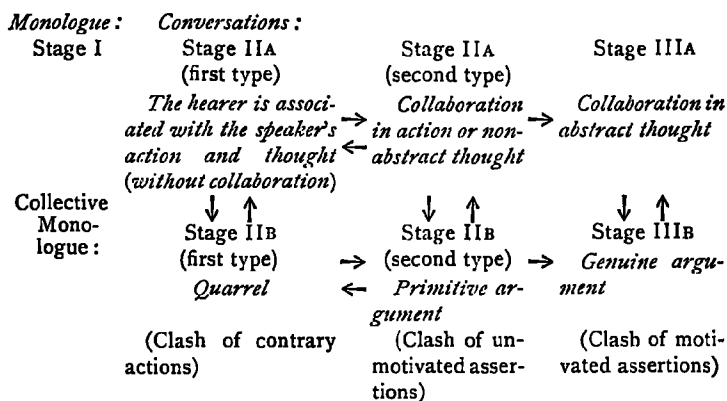 Monologue: Conversations:
Stage I Stage IIA Stage IIA Stage IIIA
(first type) (second type)
The hearer is associ- Collaboration Collaboration in
ated with the speaker's → in action or non- → abstract thought
action and thought ← abstract thought
(without collaboration)
Collective ↓ ↑ ↓ ↑ ↓ ↑
Mono- Stage IIB Stage IIB Stage IIIB
logue: (first type) → (second type) → Genuine argu-
Quarrel ← Primitive ar- ment
gument
(Clash of contrary (Clash of un- (Clash of moti-
actions) motivated asser- vated assertions)
tions)